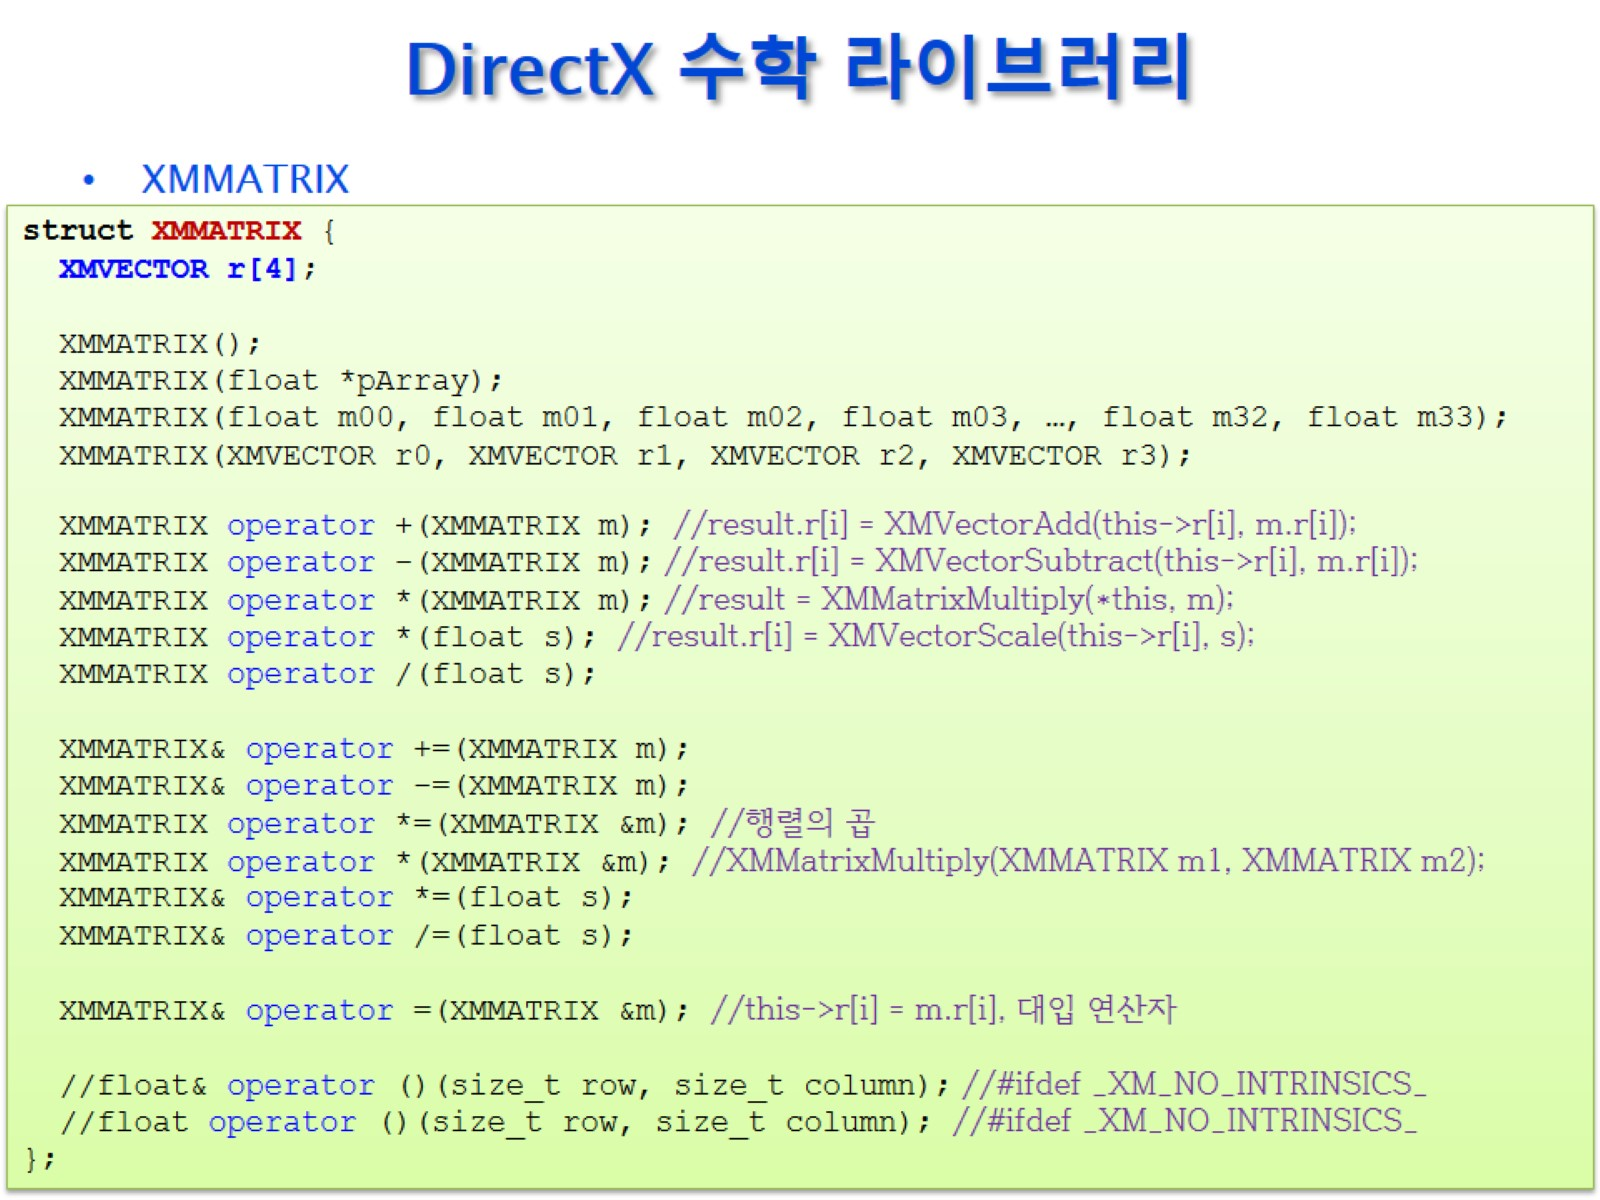 DirectX 수학 라이브러리
• XMMATRIX
struct XMMATRIX {
XMVECTOR r[4];
XMMATRIX();
XMMATRIX(float *pArray);
XMMATRIX(float m00, float m01, float m02, float m03, …, float m32, float m33);
XMMATRIX(XMVECTOR r0, XMVECTOR r1, XMVECTOR r2, XMVECTOR r3);
XMMATRIX operator +(XMMATRIX m); //result.r[i] = XMVectorAdd(this->r[i], m.r[i]);
XMMATRIX operator -(XMMATRIX m); //result.r[i] = XMVectorSubtract(this->r[i], m.r[i]);
XMMATRIX operator *(XMMATRIX m); //result = XMMatrixMultiply(*this, m);
XMMATRIX operator *(float s); //result.r[i] = XMVectorScale(this->r[i], s);
XMMATRIX operator /(float s);
XMMATRIX& operator +=(XMMATRIX m);
XMMATRIX& operator -=(XMMATRIX m);
XMMATRIX operator *=(XMMATRIX &m); //행렬의 곱
XMMATRIX operator *(XMMATRIX &m); //XMMatrixMultiply(XMMATRIX m1, XMMATRIX m2);
XMMATRIX& operator *=(float s);
XMMATRIX& operator /=(float s);
XMMATRIX& operator =(XMMATRIX &m); //this->r[i] = m.r[i], 대입 연산자
//float& operator ()(size_t row, size_t column); //#ifdef _XM_NO_INTRINSICS_
//float operator ()(size_t row, size_t column); //#ifdef _XM_NO_INTRINSICS_
};